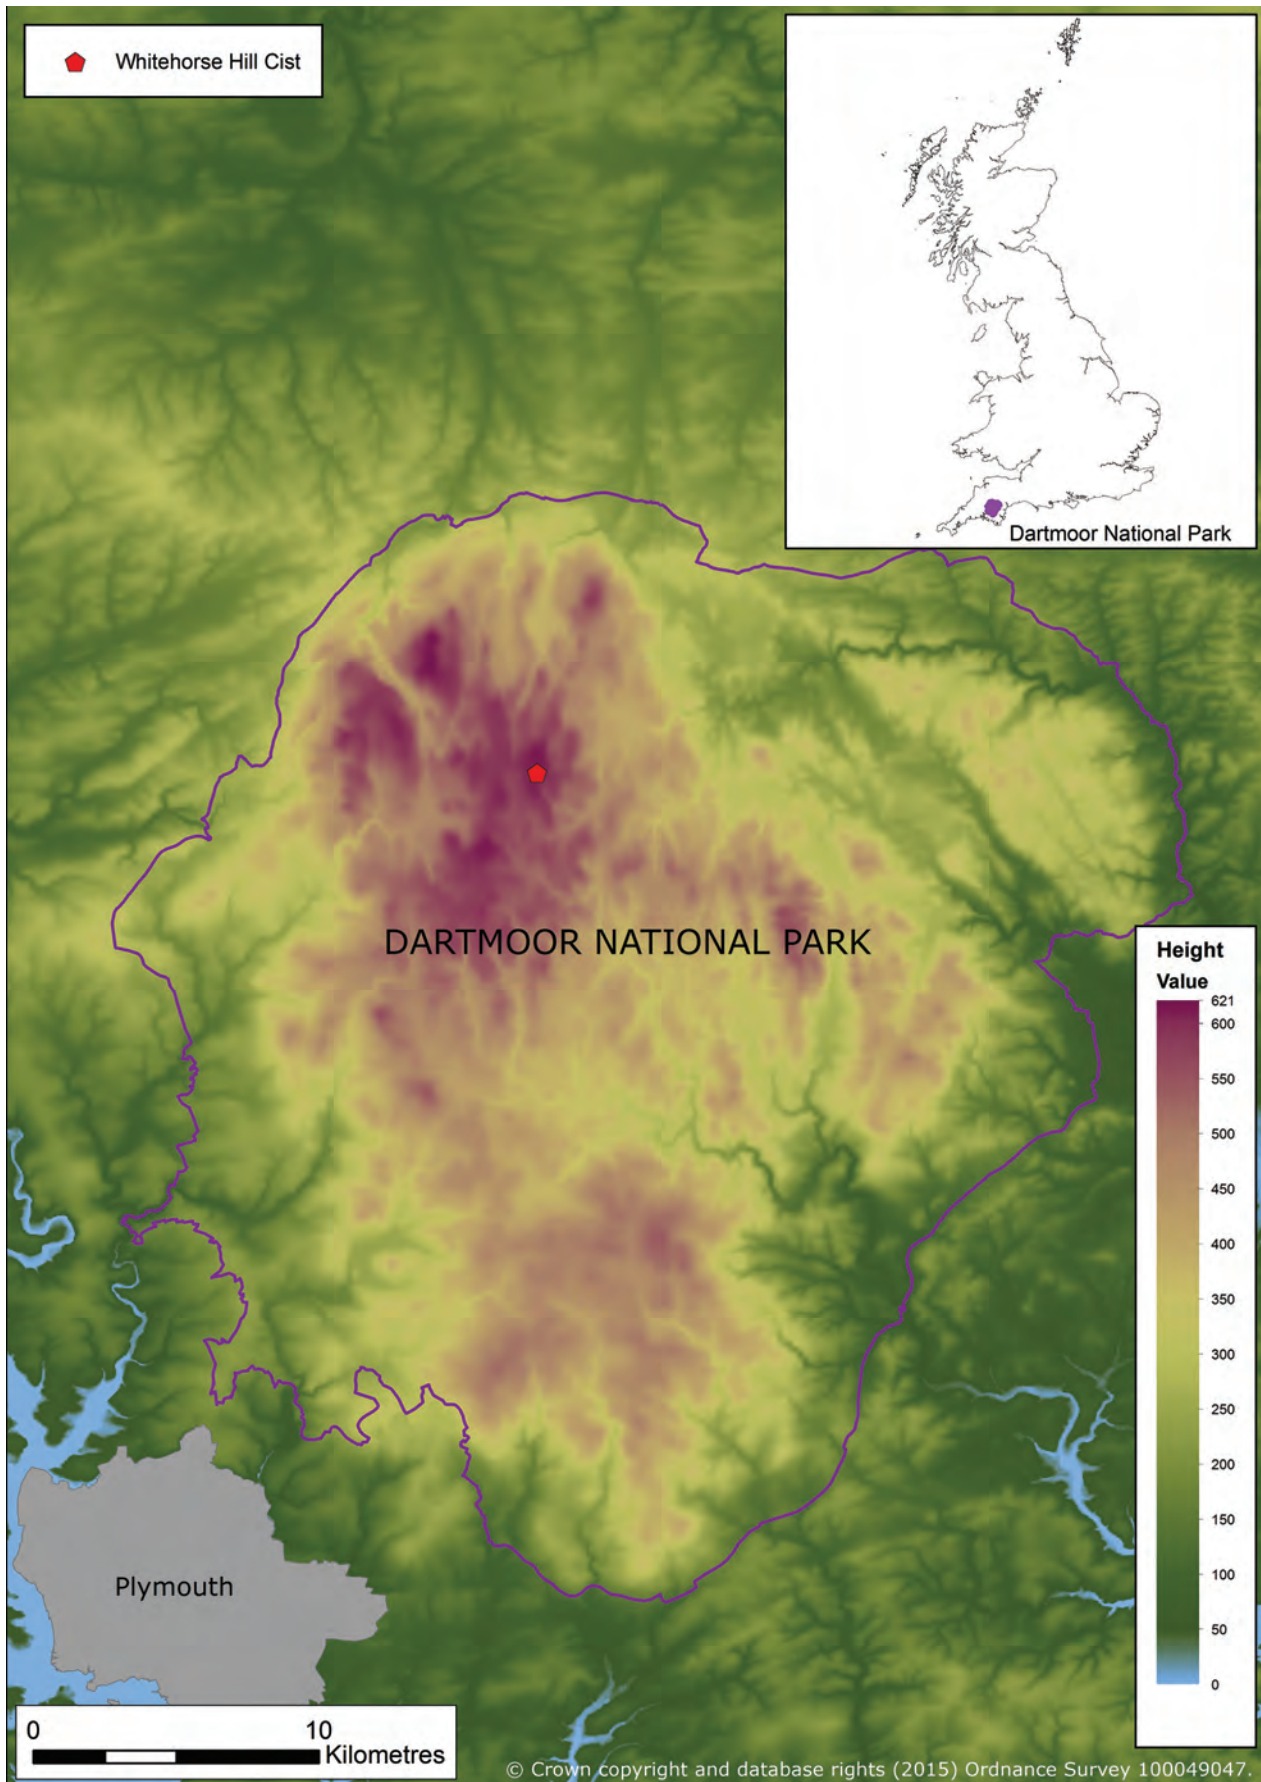 Whitehorse Hill Cist
Dartmoor National Park
DARTMOOR NATIONAL PARK
Height
Value
621
600
550
500
450
400
350
300
250
200
150
100
50
0
Plymouth
0 10
Kilometres
© Crown copyright and database rights (2015) Ordnance Survey 100049047.